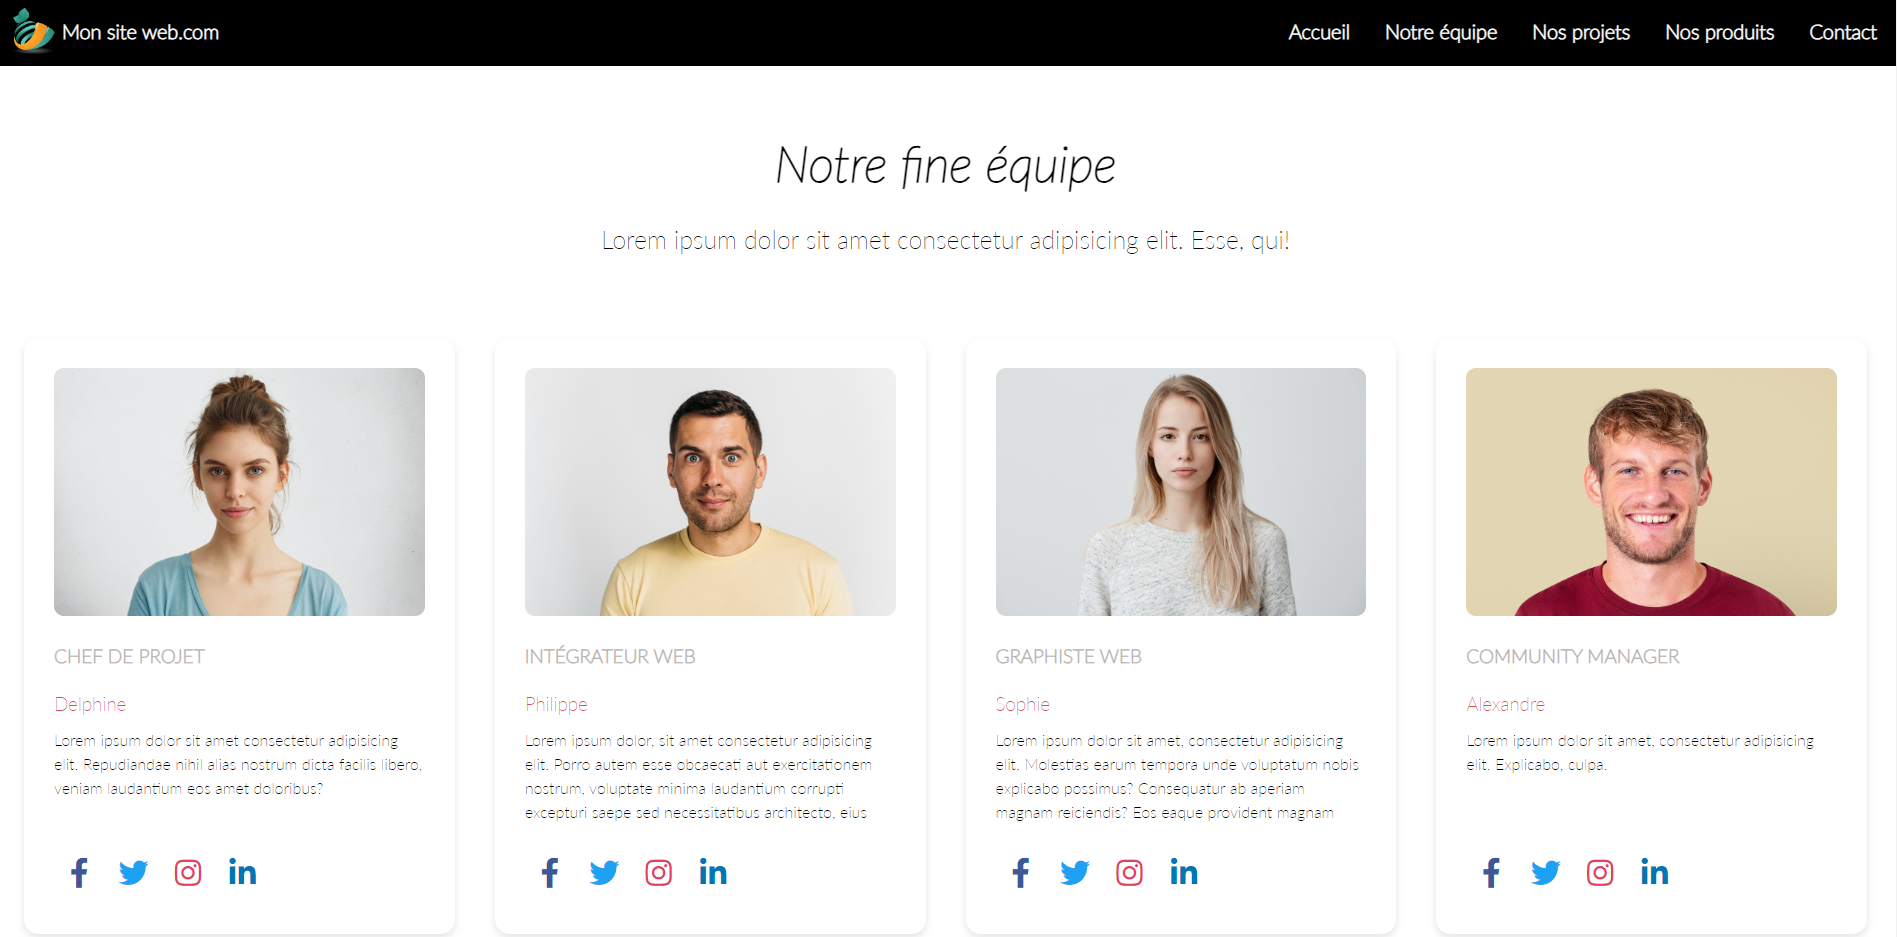 Mon site web.com
Accueil Notre équipe Nos projets Nos produits Contact
Notre fine équipe
Lorem ipsum dolor sit amet consectetur adipisicing elit. Esse, qui!
CHEF DE PROJET
Delphine
Lorem ipsum dolor sit amet consectetur adipisicing
elit. Repudiandae nihil alias nostrum dicta facilis libero,
veniam laudantium eos amet doloribus?
INTÉGRATEUR WEB
Philippe
Lorem ipsum dolor, sit amet consectetur adipisicing
elit. Porro autem esse obcaecati aut exercitationem
nostrum, voluptate minima laudantium corrupti
excepturi saepe sed necessitatibus architecto, eius
GRAPHISTE WEB
Sophie
Lorem ipsum dolor sit amet, consectetur adipisicing
elit. Molestias earum tempora unde voluptatum nobis
explicabo possimus? Consequatur ab aperiam
magnam reiciendis? Eos eaque provident magnam
COMMUNITY MANAGER
Alexandre
Lorem ipsum dolor sit amet, consectetur adipisicing
elit. Explicabo, culpa.